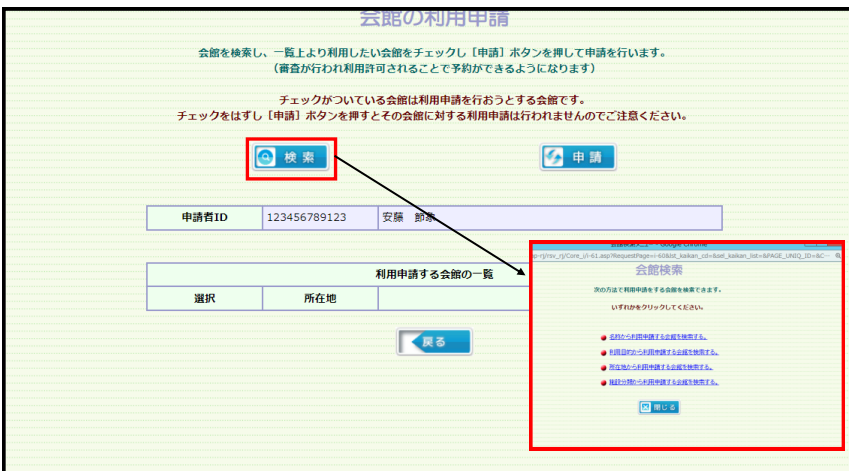 会館の利用申請
会館を検索し、一覧上より利用したい会館をチェックし［申請］ボタンを押して申請を行います。
（審査が行われ利用許可されることで予約ができるようになります）
チェックがついている会館は利用申請を行おうとする会館です。
チェックをはずし［申請］ボタンを押すとその会館に対する利用申請は行われませんのでご注意ください。
検索
申請
申請者ID 123456789123 安藤 節家
利用申請する会館の一覧
選択 所在地
戻る
会館検索メニュー - Google Chrome
会館検索
次の方法で利用申請をする会館を検索できます。
いずれかをクリックしてください。
名称から利用申請する会館を検索する。
利用目的から利用申請する会館を検索する。
所在地から利用申請する会館を検索する。
施設分類から利用申請する会館を検索する。
閉じる